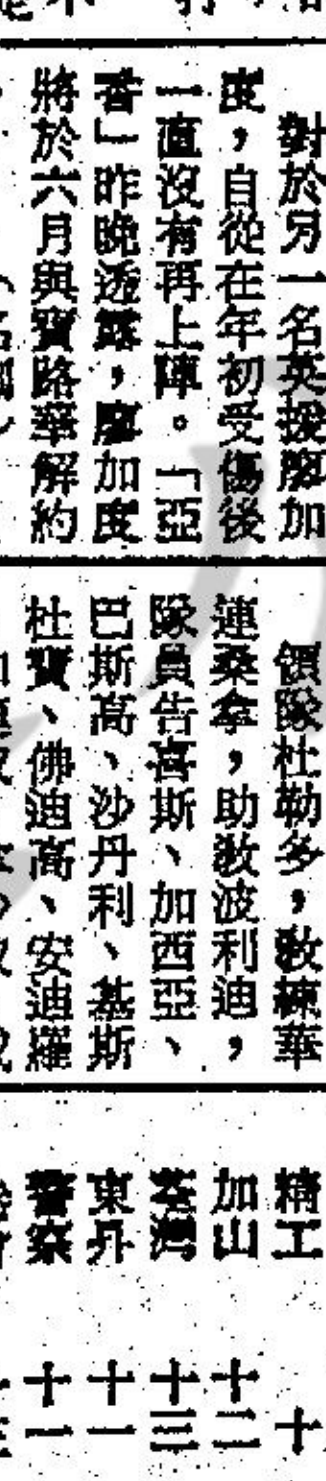 對於另一名英援廖加
度，自從在年初受傷後
一直沒有再上陣。「亞
香」昨晚透露，廖加度
將於六月與寶路華解約
領隊杜勒多，教練華
連桑拿，助教波利迪，
隊員告喜斯、加西亞、
巴斯高、沙丹利、基斯
杜寶、佛迪高、安迪羅
精工 十
加山 十二
荃灣 十三
東丹 十一
警察 十一